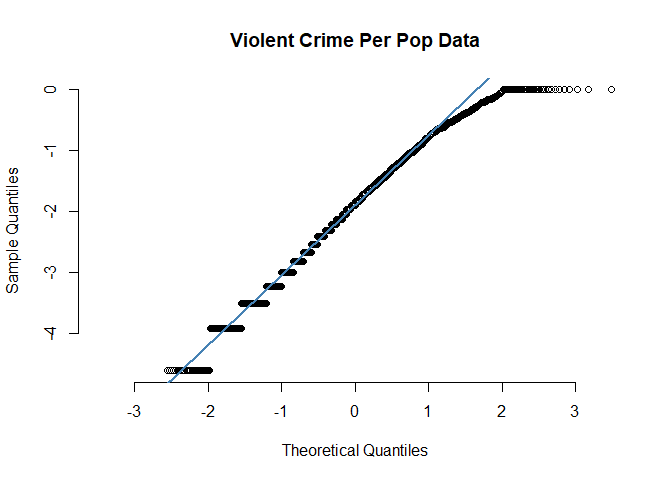 Violent Crime Per Pop Data
0
-1
-2
-3
-4
Sample Quantiles
-3 -2 -1 0 1 2 3
Theoretical Quantiles